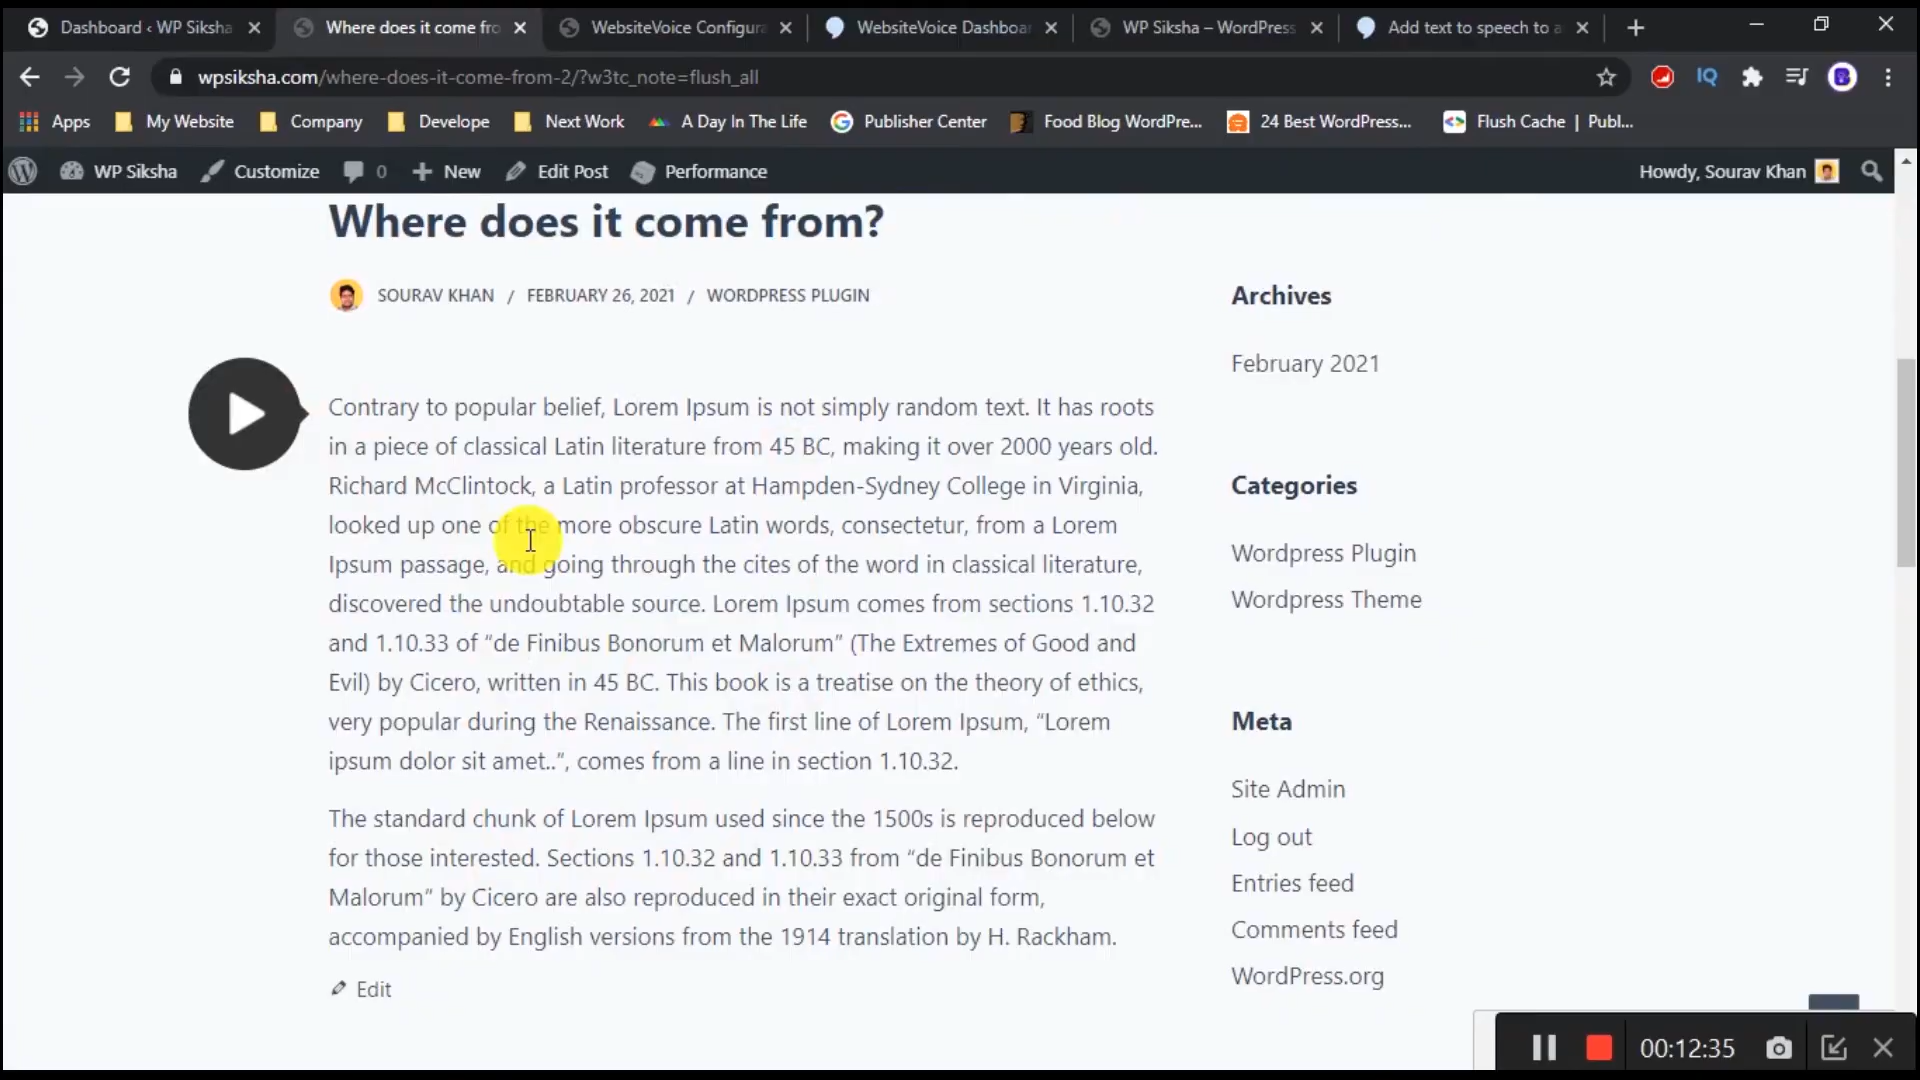 Dashboard ‹ WP Siksha
Where does it come fro
WebsiteVoice Configura
WebsiteVoice Dashboar
WP Siksha – WordPress
Add text to speech to a
wpsiksha.com/where-does-it-come-from-2/?w3tc_note=flush_all
IQ
Apps
My Website
Company
Develope
Next Work
A Day In The Life
Publisher Center
Food Blog WordPre...
24 Best WordPress...
Flush Cache | Publ...
WP Siksha
Customize
0
New
Edit Post
Performance
Howdy, Sourav Khan
Where does it come from?
SOURAV KHAN / FEBRUARY 26, 2021 / WORDPRESS PLUGIN
Contrary to popular belief, Lorem Ipsum is not simply random text. It has roots
in a piece of classical Latin literature from 45 BC, making it over 2000 years old.
Richard McClintock, a Latin professor at Hampden-Sydney College in Virginia,
looked up one of the more obscure Latin words, consectetur, from a Lorem
Ipsum passage, and going through the cites of the word in classical literature,
discovered the undoubtable source. Lorem Ipsum comes from sections 1.10.32
and 1.10.33 of “de Finibus Bonorum et Malorum” (The Extremes of Good and
Evil) by Cicero, written in 45 BC. This book is a treatise on the theory of ethics,
very popular during the Renaissance. The first line of Lorem Ipsum, “Lorem
ipsum dolor sit amet..”, comes from a line in section 1.10.32.
The standard chunk of Lorem Ipsum used since the 1500s is reproduced below
for those interested. Sections 1.10.32 and 1.10.33 from “de Finibus Bonorum et
Malorum” by Cicero are also reproduced in their exact original form,
accompanied by English versions from the 1914 translation by H. Rackham.
Edit
Archives
February 2021
Categories
Wordpress Plugin
Wordpress Theme
Meta
Site Admin
Log out
Entries feed
Comments feed
WordPress.org
00:12:35